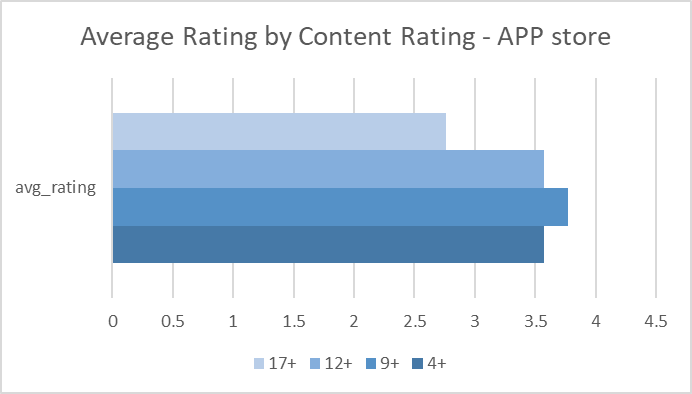 Average Rating by Content Rating - APP store
avg_rating
0 0.5 1 1.5 2 2.5 3 3.5 4 4.5
17+ 12+ 9+ 4+